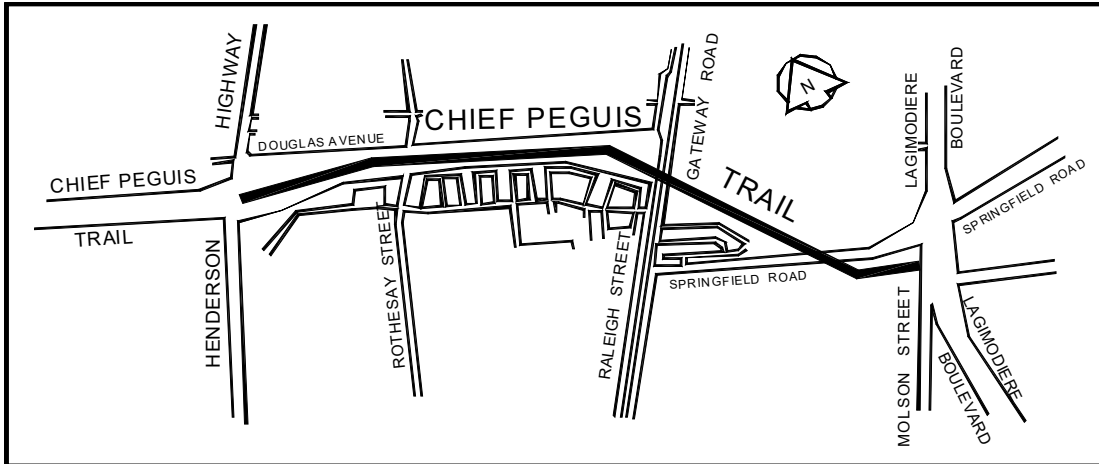 HIGHWAY
DOUGLAS AVENUE
CHIEF PEGUIS
GATEWAY ROAD
N
LAGIMODIERE
BOULEVARD
CHIEF PEGUIS
TRAIL
TRAIL
SPRINGFIELD ROAD
HENDERSON
ROTHESAY STREET
RALEIGH STREET
SPRINGFIELD ROAD
MOLSON STREET
BOULEVARD
LAGIMODIERE